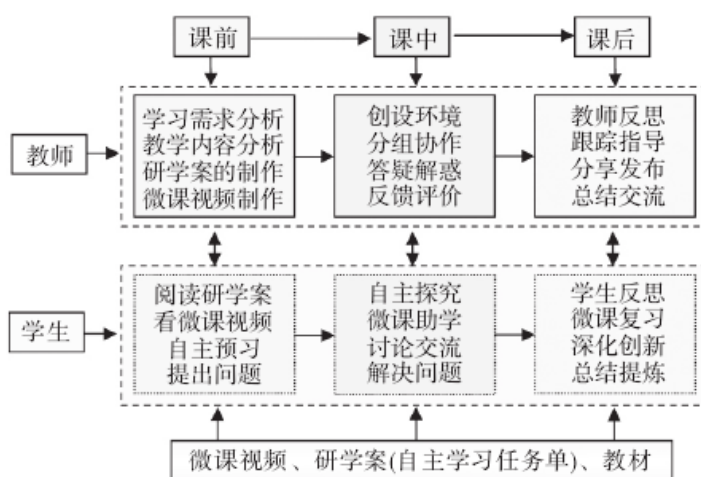 课前
课中
课后
教师
学习需求分析
教学内容分析
研学案的制作
微课视频制作
创设环境
分组协作
答疑解惑
反馈评价
教师反思
跟踪指导
分享发布
总结交流
学生
阅读研学案
看微课视频
自主预习
提出问题
自主探究
微课助学
讨论交流
解决问题
学生反思
微课复习
深化创新
总结提炼
微课视频、研学案(自主学习任务单)、教材